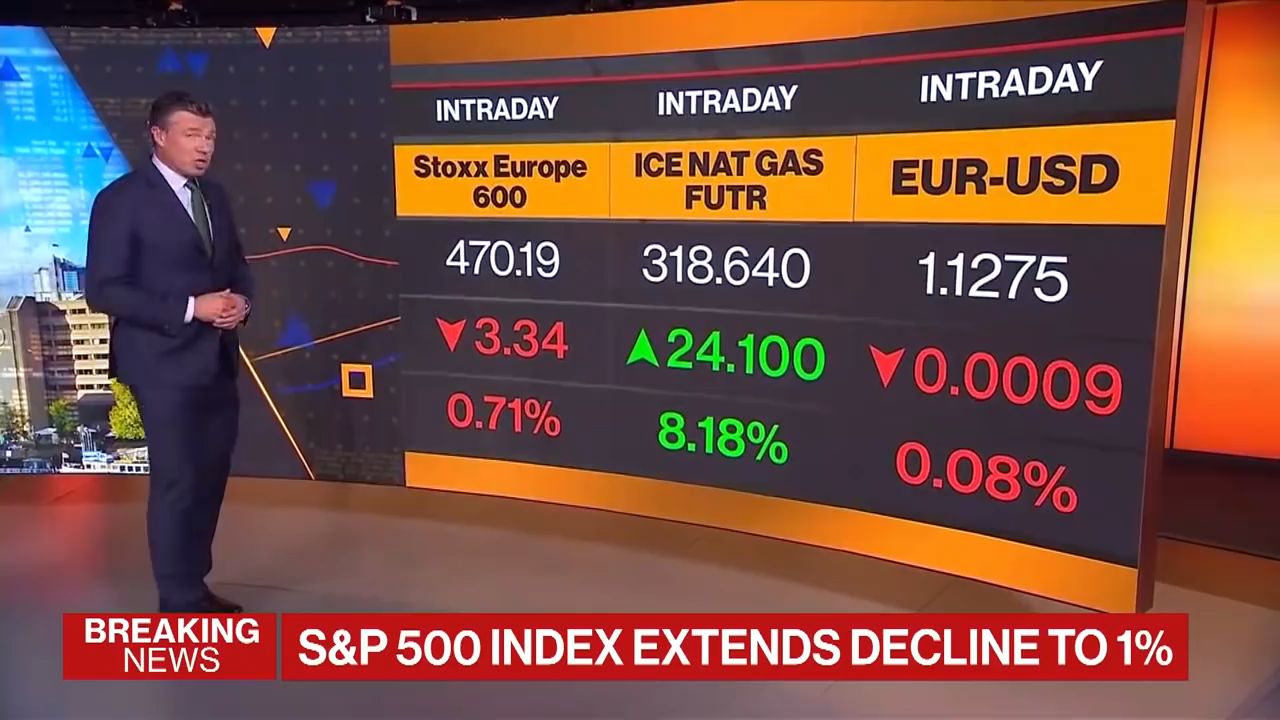 INTRADAY
INTRADAY
INTRADAY
Stoxx Europe
600
ICE NAT GAS
FUTR
EUR-USD
470.19
318.640
1.1275
3.34
24.100
0.0009
0.71%
8.18%
0.08%
BREAKING
NEWS
S&P 500 INDEX EXTENDS DECLINE TO 1%